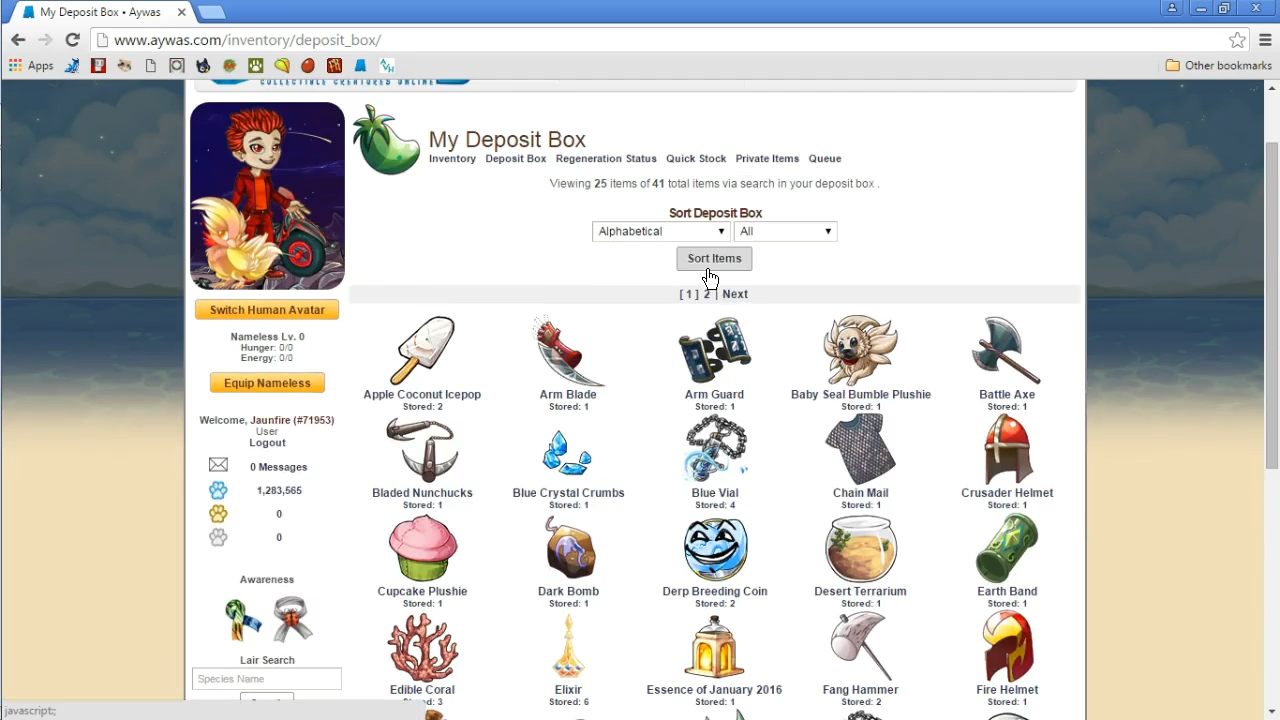 My Deposit Box • Aywas
www.aywas.com/inventory/deposit_box/
Apps
Other bookmarks
COLLECTIBLE CREATURES ONLINE
My Deposit Box
Inventory Deposit Box Regeneration Status Quick Stock Private Items Queue
Viewing 25 items of 41 total items via search in your deposit box .
Sort Deposit Box
Alphabetical All
Sort Items
[ 1 ] 2 | Next
Switch Human Avatar
Nameless Lv. 0
Hunger: 0/0
Energy: 0/0
Equip Nameless
Welcome, Jaunfire (#71953)
User
Logout
0 Messages
1,283,565
0
0
Awareness
Lair Search
Species Name
Apple Coconut Icepop Arm Blade Arm Guard Baby Seal Bumble Plushie Battle Axe
Stored: 2 Stored: 1 Stored: 1 Stored: 1 Stored: 1
Bladed Nunchucks Blue Crystal Crumbs Blue Vial Chain Mail Crusader Helmet
Stored: 1 Stored: 1 Stored: 4 Stored: 1 Stored: 1
Cupcake Plushie Dark Bomb Derp Breeding Coin Desert Terrarium Earth Band
Stored: 1 Stored: 1 Stored: 2 Stored: 1 Stored: 1
Edible Coral Elixir Essence of January 2016 Fang Hammer Fire Helmet
Stored: 3 Stored: 6 Stored: 1 Stored: 2 Stored: 1
javascript:;